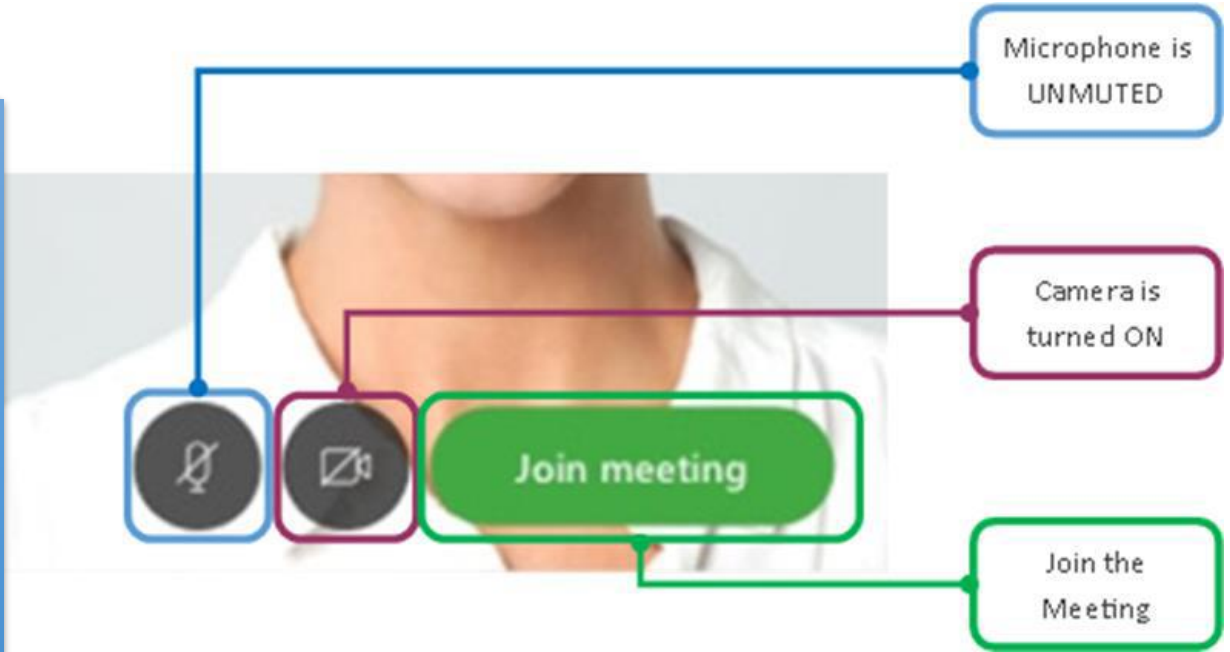 Microphone is
UNMUTED
Camera is
turned ON
Join meeting
Join the
Meeting